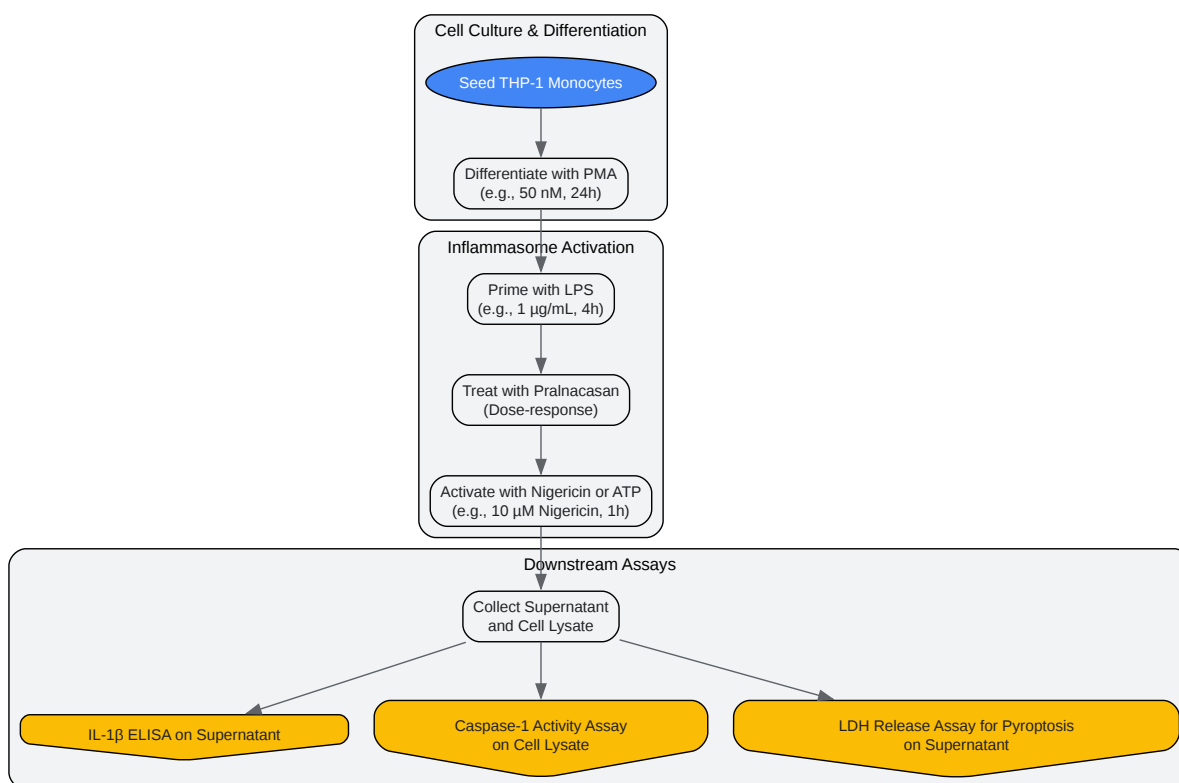 Cell Culture & Differentiation
Seed THP-1 Monocytes
Differentiate with PMA
(e.g., 50 nM, 24h)
Inflammasome Activation
Prime with LPS
(e.g., 1 µg/mL, 4h)
Treat with Pralnacasan
(Dose-response)
Activate with Nigericin or ATP
(e.g., 10 µM Nigericin, 1h)
Downstream Assays
Collect Supernatant
and Cell Lysate
IL-1β ELISA on Supernatant
Caspase-1 Activity Assay
on Cell Lysate
LDH Release Assay for Pyroptosis
on Supernatant